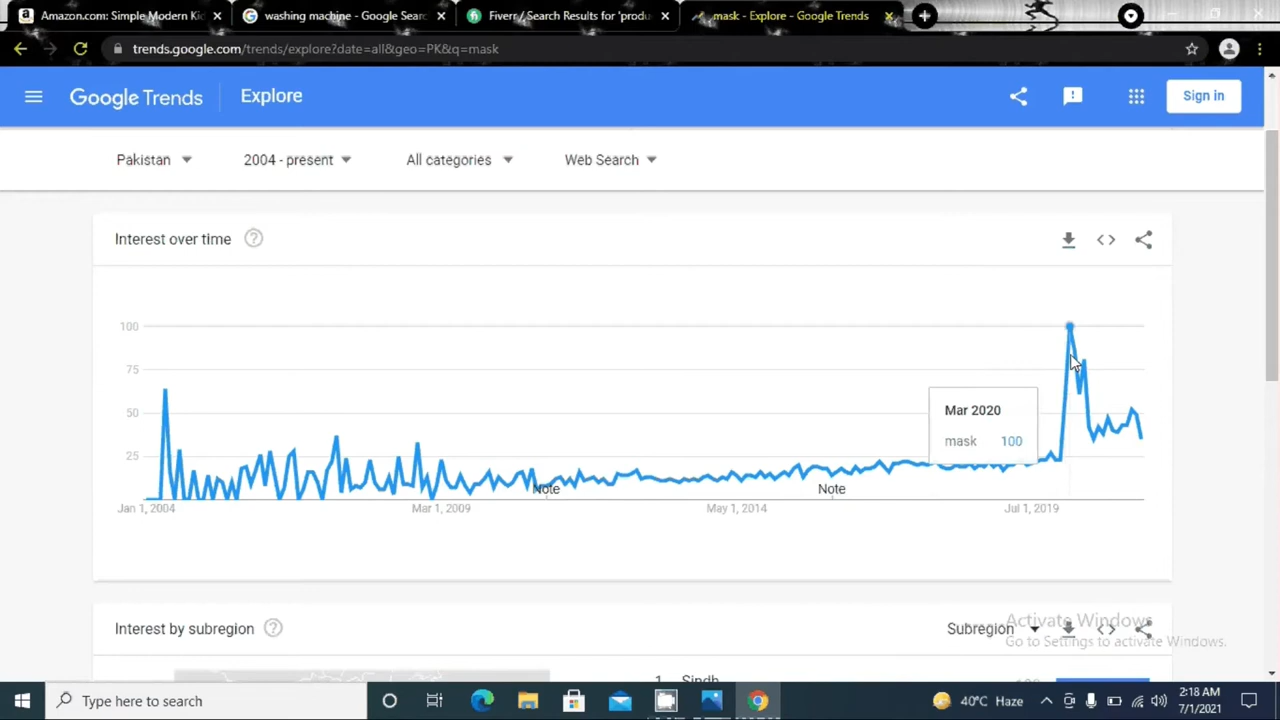 Amazon.com: Simple Modern Kid
washing machine - Google Searc
Fiverr / Search Results for 'produ
mask - Explore - Google Trends
trends.google.com/trends/explore?date=all&geo=PK&q=mask
Google Trends
Explore
Sign in
Pakistan
2004 - present
All categories
Web Search
Interest over time
100
75
50
25
Mar 2020
mask 100
Note
Note
Jan 1, 2004
Mar 1, 2009
May 1, 2014
Jul 1, 2019
Interest by subregion
Subregion
Activate Windows
Go to Settings to activate Windows.
1 Sindh 100
Type here to search
40°C Haze
2:18 AM
7/1/2021